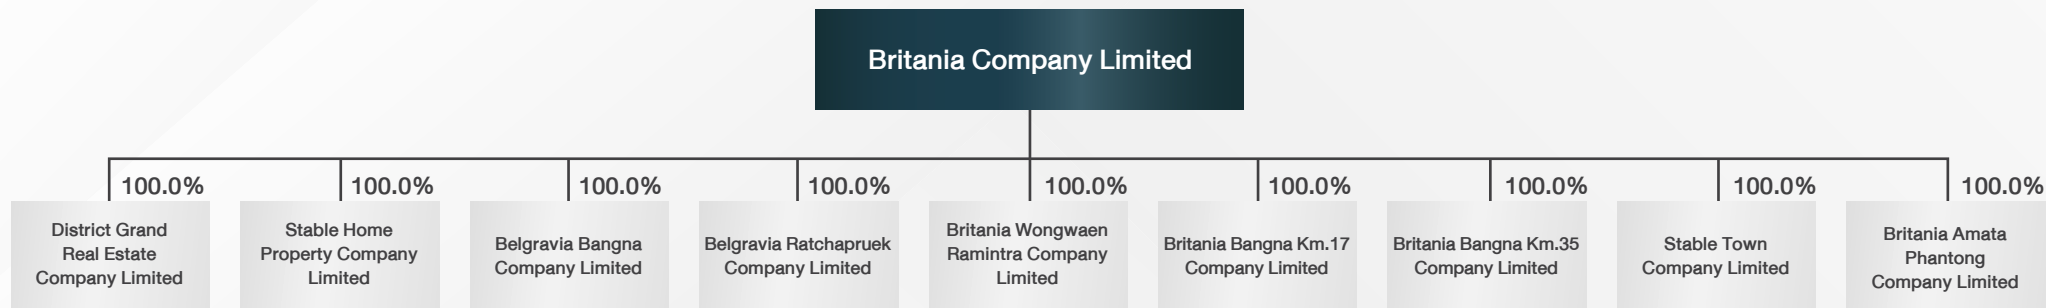 Britania Company Limited
100.0%
100.0%
100.0%
100.0%
100.0%
100.0%
100.0%
100.0%
100.0%
District Grand
Real Estate
Company Limited
Stable Home
Property Company
Limited
Belgravia Bangna
Company Limited
Belgravia Ratchapruek
Company Limited
Britania Wongwaen
Ramintra Company
Limited
Britania Bangna Km.17
Company Limited
Britania Bangna Km.35
Company Limited
Stable Town
Company Limited
Britania Amata
Phantong
Company Limited